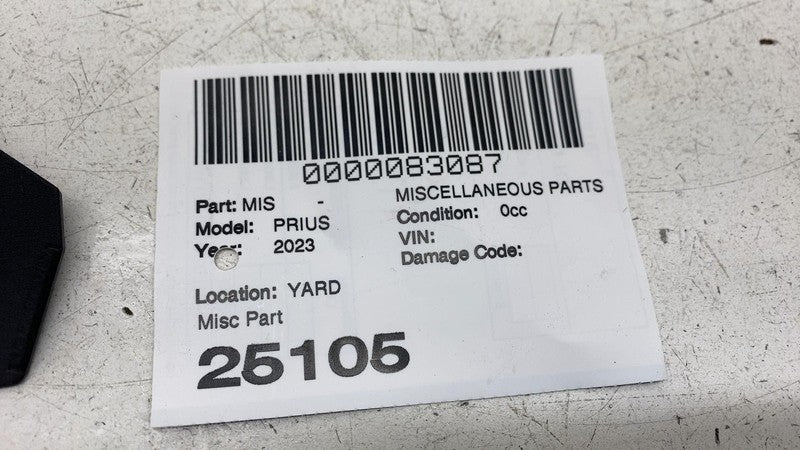 0000083087
Part: MIS - MISCELLANEOUS PARTS
Model: PRIUS Condition: 0cc
Year: 2023 VIN:
Damage Code:
Location: YARD
Misc Part
25105